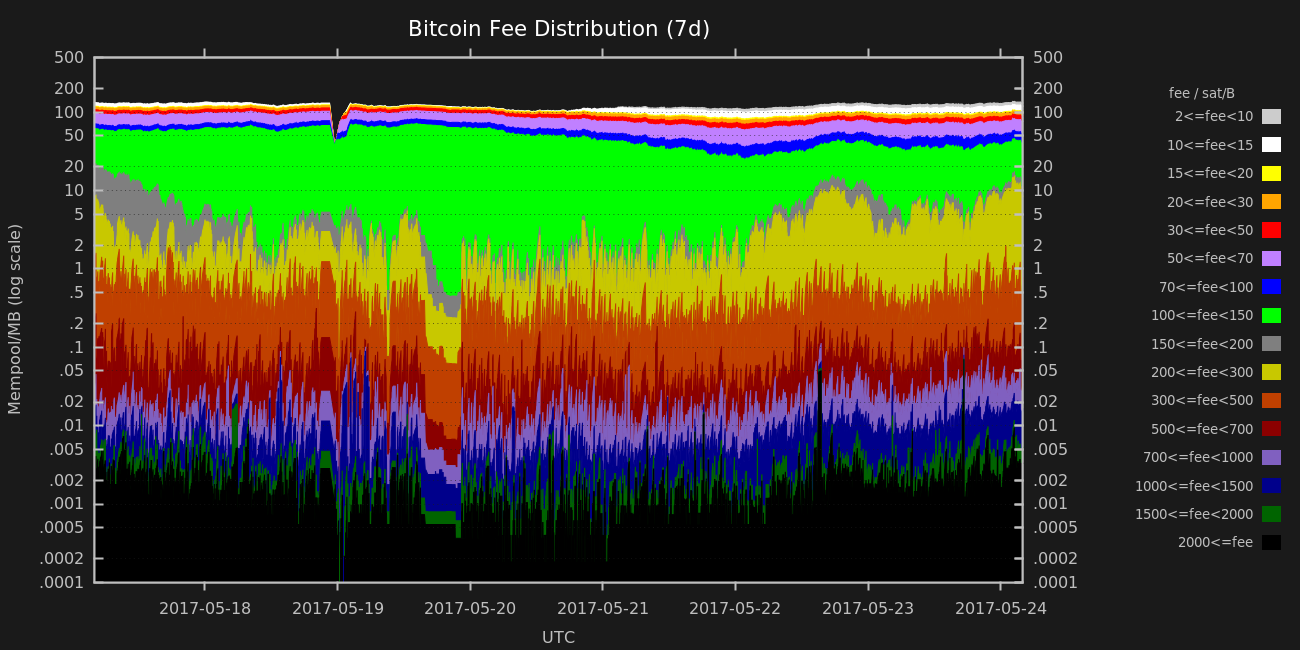 Bitcoin Fee Distribution (7d)
500
200
100
50
20
10
5
2
1
.5
.2
.1
.05
.02
.01
.005
.002
.001
.0005
.0002
.0001
Mempool/MB (log scale)
500
200
100
50
20
10
5
2
1
.5
.2
.1
.05
.02
.01
.005
.002
.001
.0005
.0002
.0001
2017-05-18 2017-05-19 2017-05-20 2017-05-21 2017-05-22 2017-05-23 2017-05-24
UTC
fee / sat/B
2<=fee<10
10<=fee<15
15<=fee<20
20<=fee<30
30<=fee<50
50<=fee<70
70<=fee<100
100<=fee<150
150<=fee<200
200<=fee<300
300<=fee<500
500<=fee<700
700<=fee<1000
1000<=fee<1500
1500<=fee<2000
2000<=fee